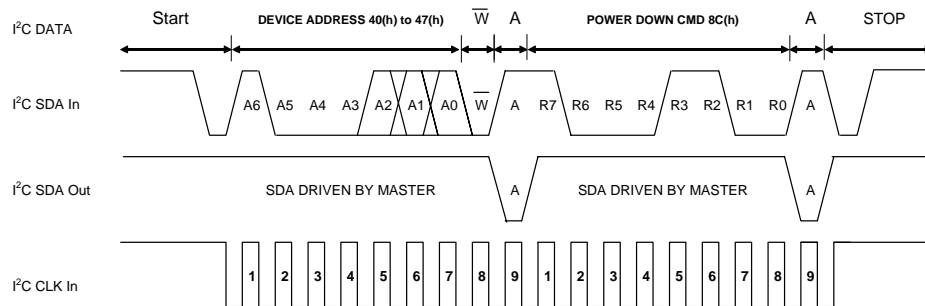 Start DEVICE ADDRESS 40(h) to 47(h) W̅ A POWER DOWN CMD 8C(h) A STOP
I²C DATA
I²C SDA In A6 A5 A4 A3 A2 A1 A0 W̅ A R7 R6 R5 R4 R3 R2 R1 R0 A
I²C SDA Out SDA DRIVEN BY MASTER A SDA DRIVEN BY MASTER A
I²C CLK In 1 2 3 4 5 6 7 8 9 1 2 3 4 5 6 7 8 9